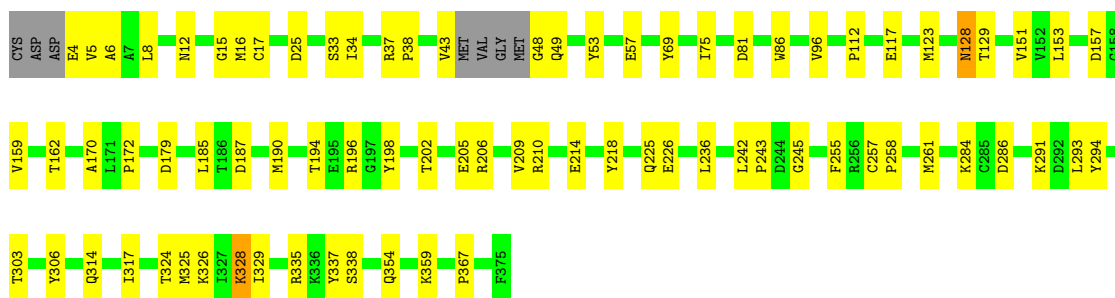 CYS ASP ASP E4 V5 A6 A7 L8 N12 G15 M16 C17 D25 S33 I34 R37 P38 V43 MET VAL GLY MET G48 Q49 Y53 E57 Y69 I75 D81 W86 V96 P112 E117 M123 N128 T129 V151 V152 L153 D157 G158
V159 T162 A170 L171 P172 D179 L185 T186 D187 M190 T194 E195 R196 G197 Y198 T202 E205 R206 V209 R210 E214 Y218 Q225 E226 L236 L242 P243 D244 G245 F255 R256 C257 P258 M261 K284 C285 D286 K291 D292 L293 Y294
T303 Y306 Q314 I317 T324 M325 K326 I327 K328 I329 R335 K336 Y337 S338 Q354 K359 P367 F375